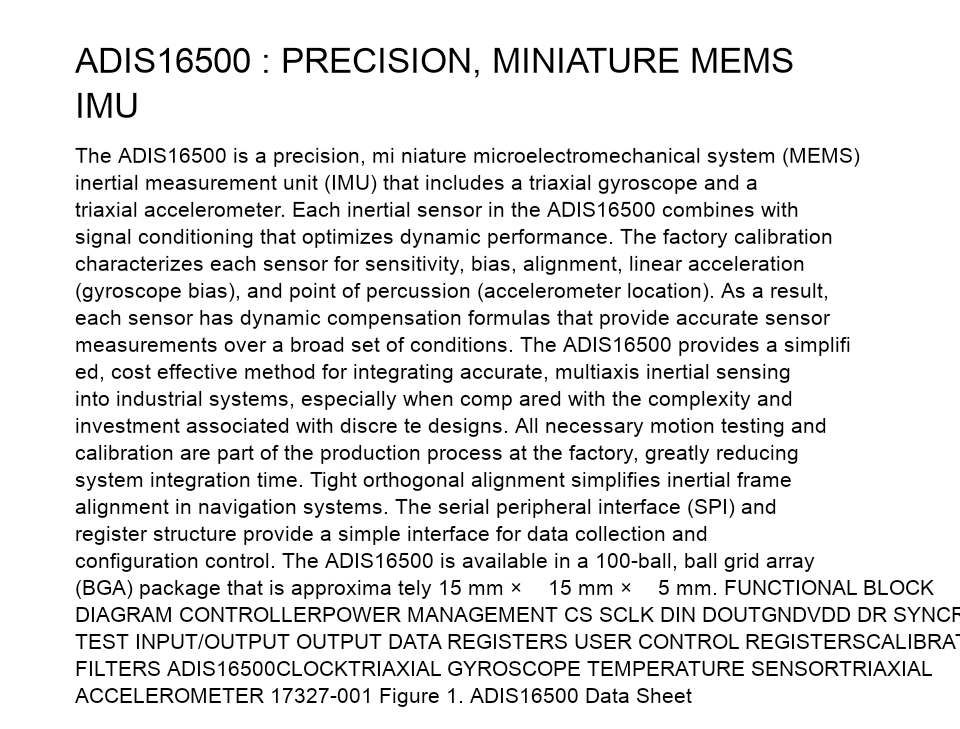 ADIS16500 : PRECISION, MINIATURE MEMS
IMU
The ADIS16500 is a precision, mi niature microelectromechanical system (MEMS)
inertial measurement unit (IMU) that includes a triaxial gyroscope and a
triaxial accelerometer. Each inertial sensor in the ADIS16500 combines with
signal conditioning that optimizes dynamic performance. The factory calibration
characterizes each sensor for sensitivity, bias, alignment, linear acceleration
(gyroscope bias), and point of percussion (accelerometer location). As a result,
each sensor has dynamic compensation formulas that provide accurate sensor
measurements over a broad set of conditions. The ADIS16500 provides a simplifi
ed, cost effective method for integrating accurate, multiaxis inertial sensing
into industrial systems, especially when comp ared with the complexity and
investment associated with discre te designs. All necessary motion testing and
calibration are part of the production process at the factory, greatly reducing
system integration time. Tight orthogonal alignment simplifies inertial frame
alignment in navigation systems. The serial peripheral interface (SPI) and
register structure provide a simple interface for data collection and
configuration control. The ADIS16500 is available in a 100-ball, ball grid array
(BGA) package that is approxima tely 15 mm × 15 mm × 5 mm. FUNCTIONAL BLOCK
DIAGRAM CONTROLLERPOWER MANAGEMENT CS SCLK DIN DOUTGNDVDD DR SYNCR
TEST INPUT/OUTPUT OUTPUT DATA REGISTERS USER CONTROL REGISTERSCALIBRAT
FILTERS ADIS16500CLOCKTRIAXIAL GYROSCOPE TEMPERATURE SENSORTRIAXIAL
ACCELEROMETER 17327-001 Figure 1. ADIS16500 Data Sheet